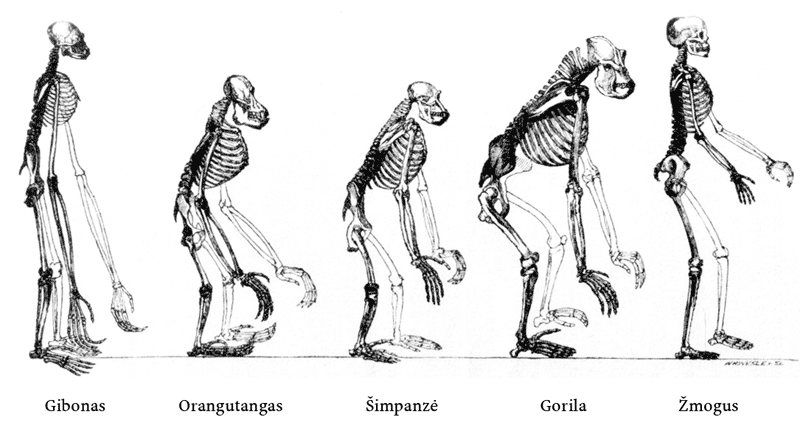 Gibonas
Orangutangas
Šimpanzė
Gorila
Žmogus